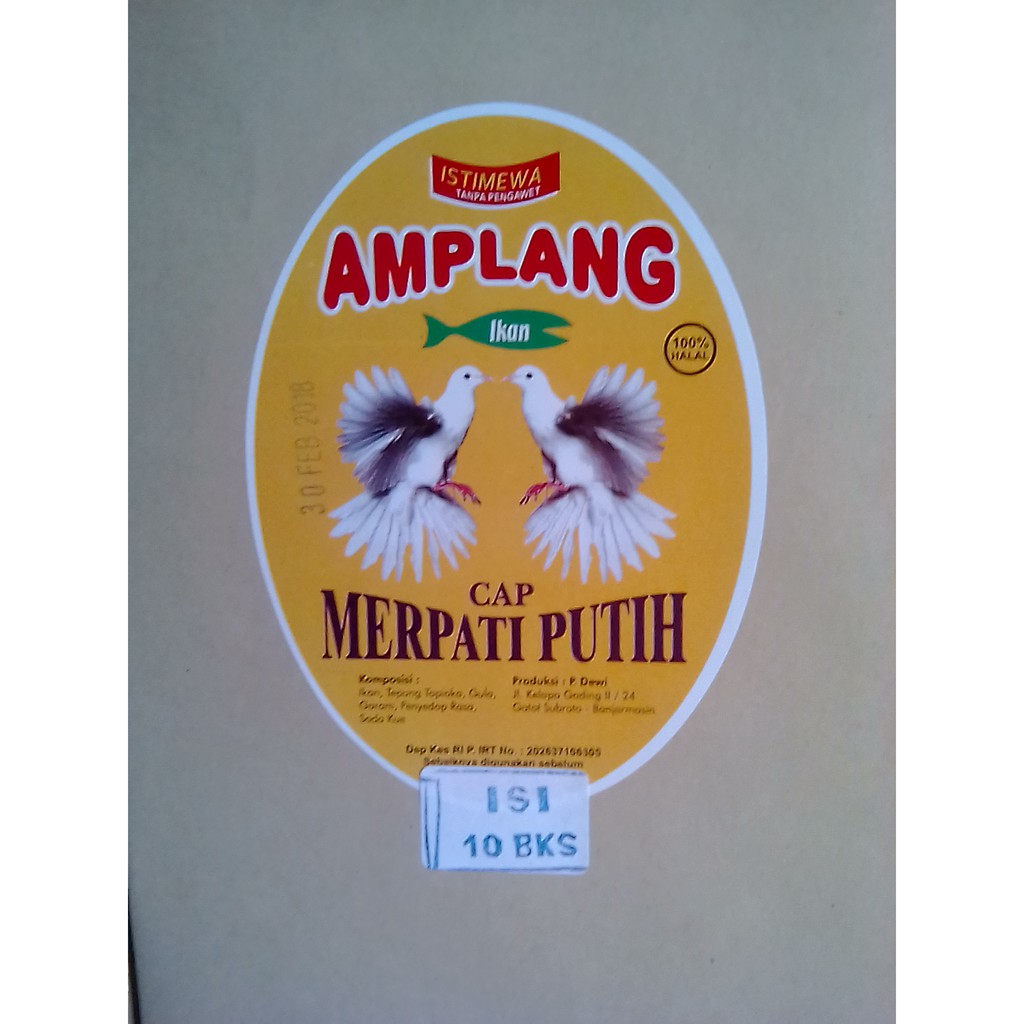 ISTIMEWA
TANPA PENGAWET
AMPLANG
Ikan
100%
HALAL
30 FEB 2018
CAP
MERPATI PUTIH
Komposisi :
Ikan, Tepung Tapioka, Gula,
Garam, Penyedap Rasa,
Soda Kue
Produksi : P. Dewi
Jl. Kelapa Gading II / 24
Gatot Subroto - Banjarmasin
Dep Kes RI P. IRT No. : 202637106305
Sebaiknya digunakan sebelum
ISI
10 BKS